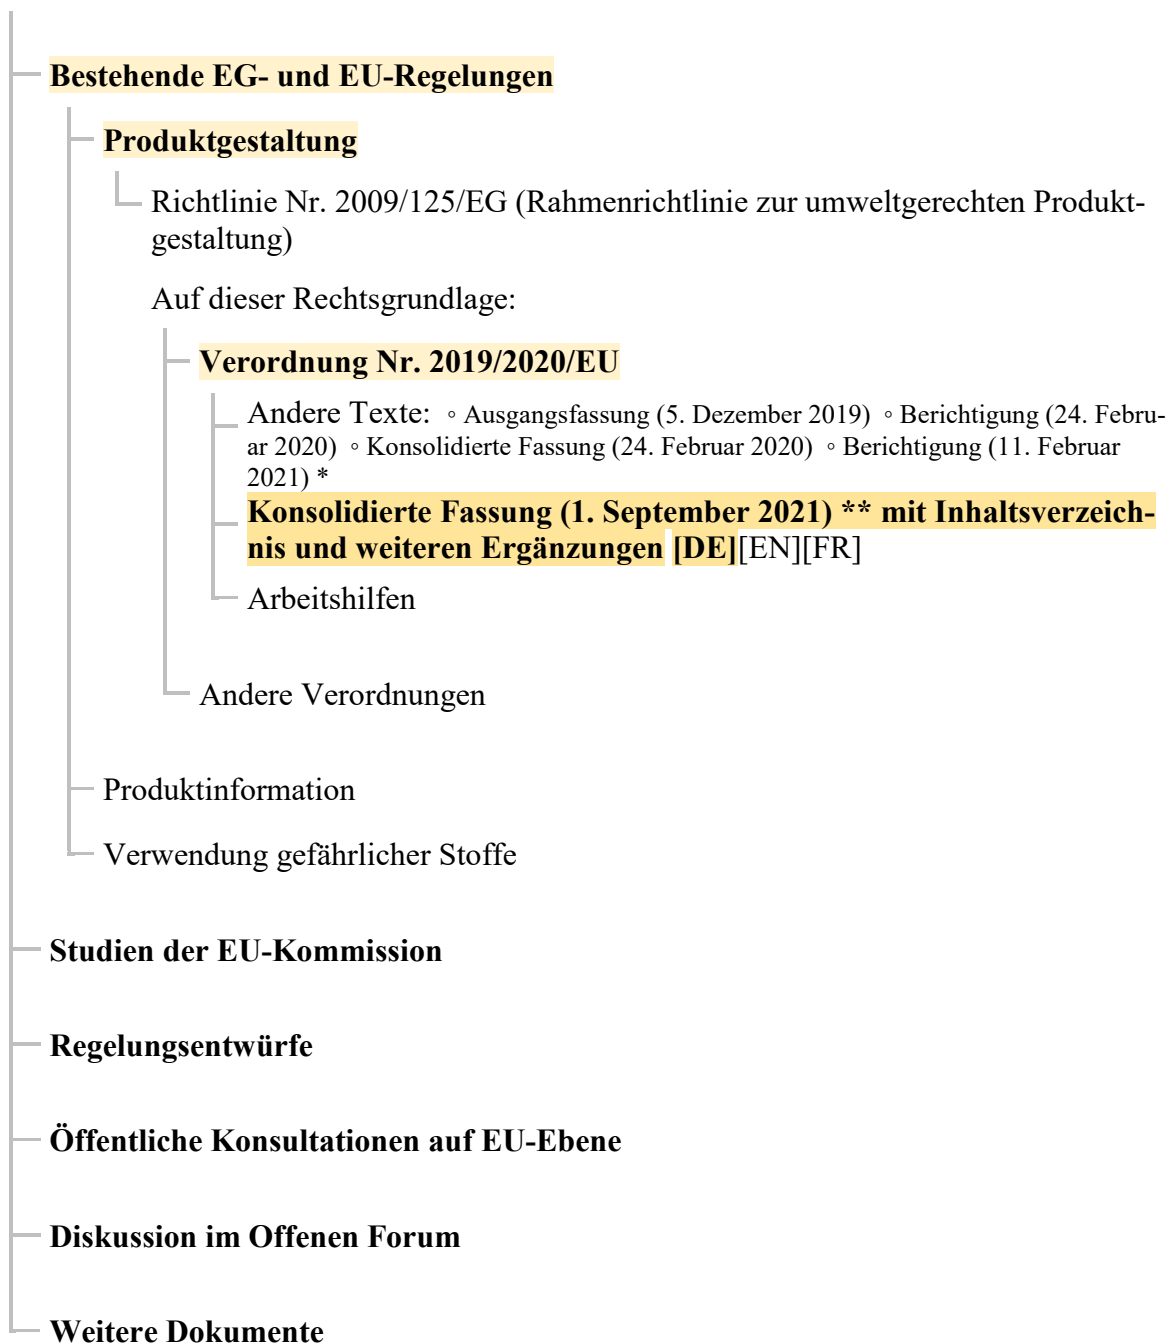 Bestehende EG- und EU-Regelungen
Produktgestaltung
Richtlinie Nr. 2009/125/EG (Rahmenrichtlinie zur umweltgerechten Produkt-
gestaltung)
Auf dieser Rechtsgrundlage:
Verordnung Nr. 2019/2020/EU
Andere Texte: ◦ Ausgangsfassung (5. Dezember 2019) ◦ Berichtigung (24. Febru-
ar 2020) ◦ Konsolidierte Fassung (24. Februar 2020) ◦ Berichtigung (11. Februar
2021) *
Konsolidierte Fassung (1. September 2021) ** mit Inhaltsverzeich-
nis und weiteren Ergänzungen [DE][EN][FR]
Arbeitshilfen
Andere Verordnungen
Produktinformation
Verwendung gefährlicher Stoffe
Studien der EU-Kommission
Regelungsentwürfe
Öffentliche Konsultationen auf EU-Ebene
Diskussion im Offenen Forum
Weitere Dokumente